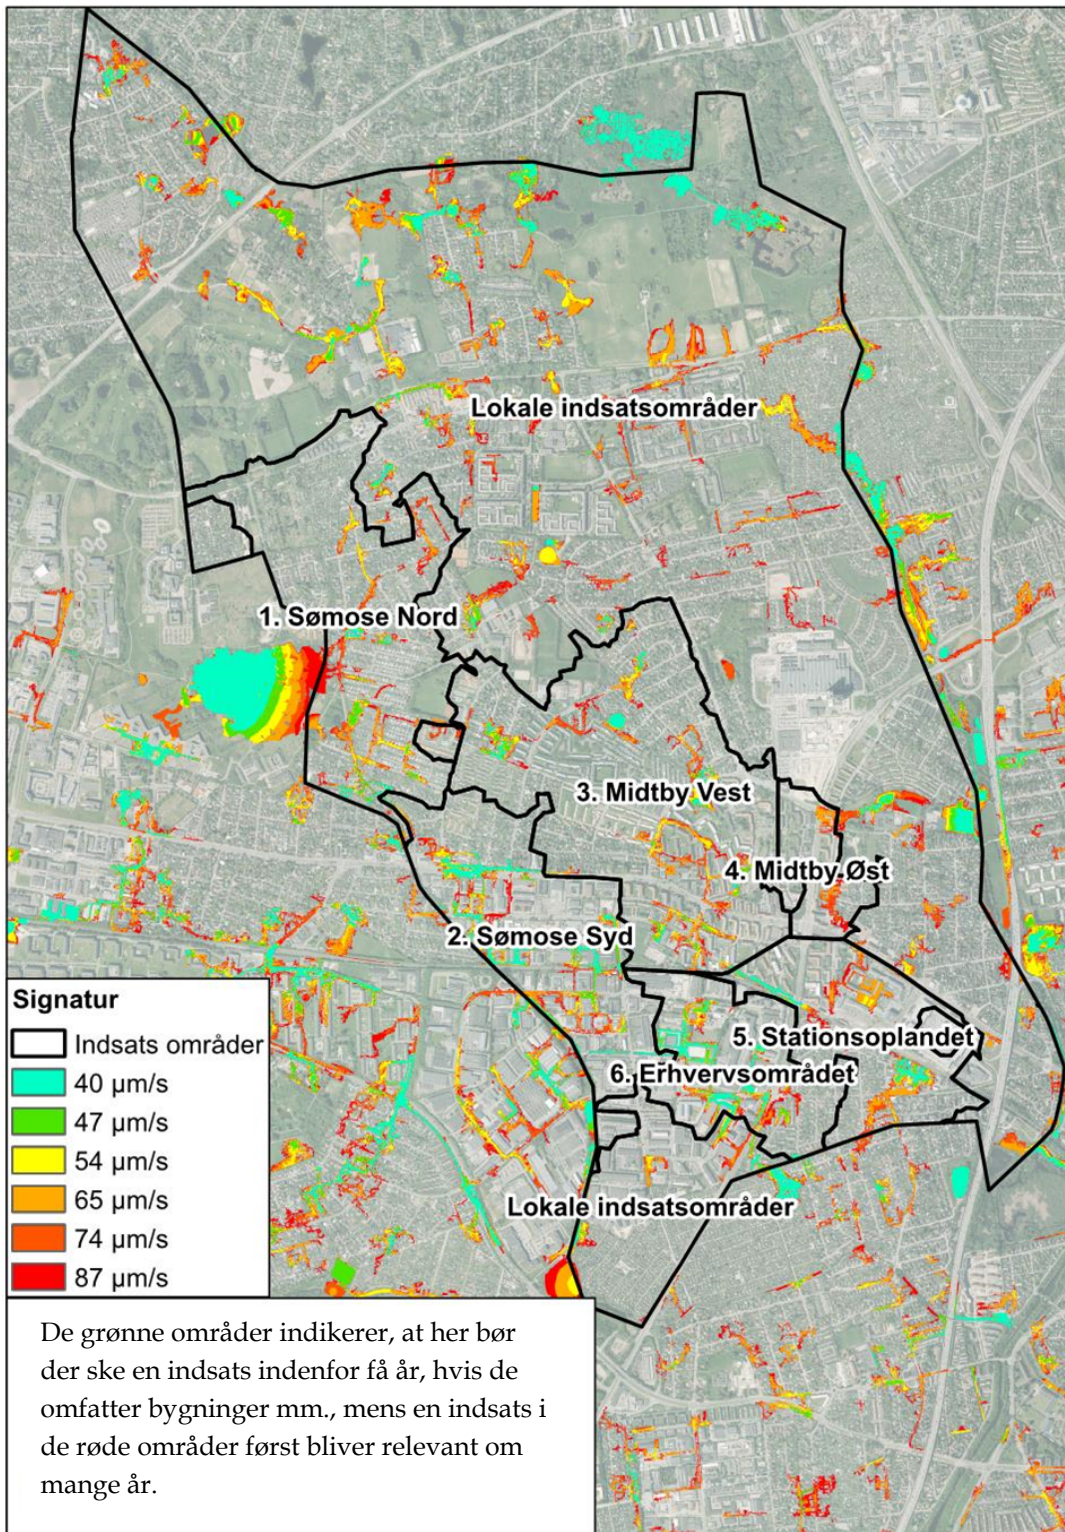 Lokale indsatsområder
1. Sømose Nord
3. Midtby Vest
4. Midtby Øst
2. Sømose Syd
5. Stationsoplandet
6. Erhvervsområdet
Lokale indsatsområder
Signatur
Indsats områder
40 µm/s
47 µm/s
54 µm/s
65 µm/s
74 µm/s
87 µm/s
De grønne områder indikerer, at her bør
der ske en indsats indenfor få år, hvis de
omfatter bygninger mm., mens en indsats i
de røde områder først bliver relevant om
mange år.